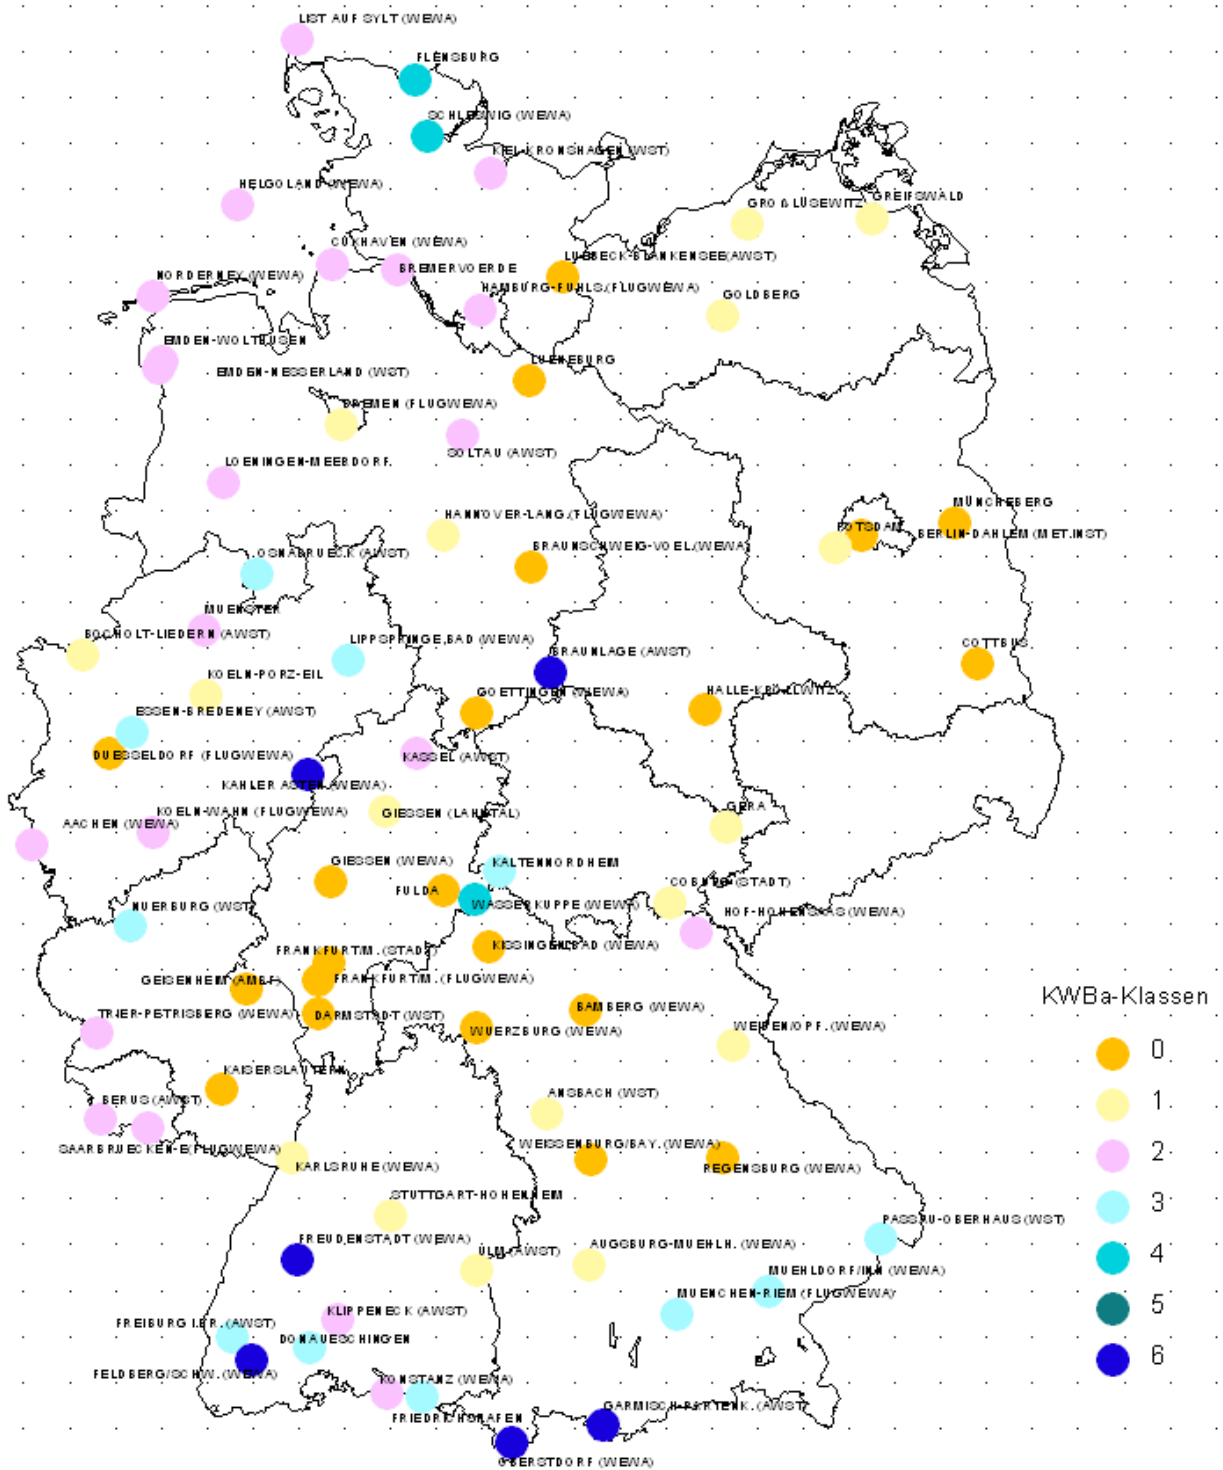 LIST AUF SYLT (WEWA)
FLENSBURG
SCHLESWIG (WEWA)
KIEL-KRONSHAGEN (WST)
HELGOLAND (WEWA)
GROßLÜSEWITZ
GREIFSWALD
CUXHAVEN (WEWA)
LUEBECK-BLANKENSEE(AWST)
BREMERVOERDE
NORDERNEY (WEWA)
HAMBURG-FUHLS.(FLUGWEWA)
GOLDBERG
EMDEN-WOLTHUSEN
LUENEBURG
EMDEN-NESSERLAND (WST)
BREMEN (FLUGWEWA)
SOLTAU (AWST)
LOENINGEN-MEERDORF.
MÜNCHEBERG
HANNOVER-LANG.(FLUGWEWA)
POTSDAM
BERLIN-DAHLEM (MET.INST)
BRAUNSCHWEIG-VOEL.(WEWA)
OSNABRUECK (AWST)
MUENSTER
BOCHOLT-LIEDERN (AWST)
LIPPSPRINGE,BAD (WEWA)
COTTBUS
BRAUNLAGE (AWST)
KOELN-PORZ-EIL
GOETTINGEN (WEWA)
HALLE-KRÖLLWITZ
ESSEN-BREDENEY (AWST)
DUESSELDORF (FLUGWEWA)
KASSEL (AWST)
KAHLER ASTEN (WEWA)
GERA
KOELN-WAHN (FLUGWEWA)
GIESSEN (LAHNTAL)
AACHEN (WEWA)
GIESSEN (WEWA)
KALTENNORDHEIM
COBURG (STADT)
FULDA
WASSERKUPPE (WEWA)
NUERBURG (WST)
HOF-HOHENSAAS (WEWA)
KISSINGEN,BAD (WEWA)
FRANKFURT/M. (STADT)
GEISENHEIM (AMBF)
FRANKFURT/M. (FLUGWEWA)
KWBa-Klassen
BAMBERG (WEWA)
TRIER-PETRISBERG (WEWA)
DARMSTADT (WST)
WEIDEN/OPF. (WEWA)
WUERZBURG (WEWA)
0
KAISERSLAUTERN
ANSBACH (WST)
BERUS (AWST)
1
WEISSENBURG/BAY. (WEWA)
SAARBRUECKEN-E(FLUGWEWA)
2
KARLSRUHE (WEWA)
REGENSBURG (WEWA)
STUTTGART-HOHENHEIM
3
PASSAU-OBERHAUS (WST)
FREUDENSTADT (WEWA)
ULM (AWST)
AUGSBURG-MUEHLH. (WEWA)
4
MUEHLDORF/INN (WEWA)
MUENCHEN-RIEM (FLUGWEWA)
5
KLIPPENECK (AWST)
FREIBURG I.BR. (AWST)
DONAUESCHINGEN
6
FELDBERG/SCHW. (WEWA)
KONSTANZ (WEWA)
GARMISCH-PARTENK. (AWST)
FRIEDRICHSHAFEN
OBERSTDORF (WEWA)